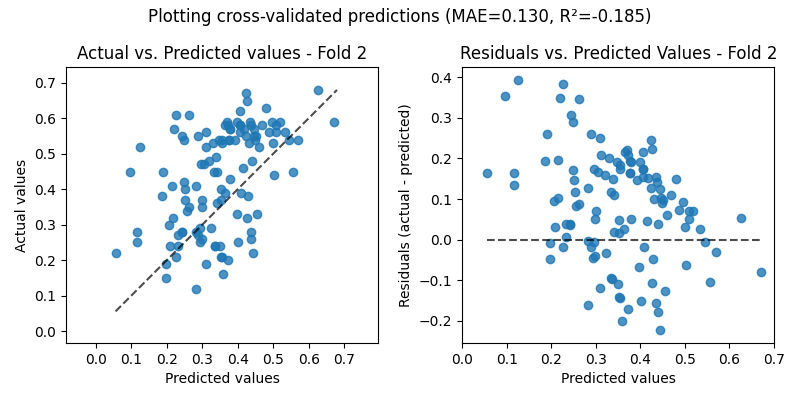 Plotting cross-validated predictions (MAE=0.130, R²=-0.185)
Actual vs. Predicted values - Fold 2
Actual values
0.7
0.6
0.5
0.4
0.3
0.2
0.1
0.0
0.0 0.1 0.2 0.3 0.4 0.5 0.6 0.7
Predicted values
Residuals vs. Predicted Values - Fold 2
Residuals (actual - predicted)
0.4
0.3
0.2
0.1
0.0
−0.1
−0.2
0.0 0.1 0.2 0.3 0.4 0.5 0.6 0.7
Predicted values